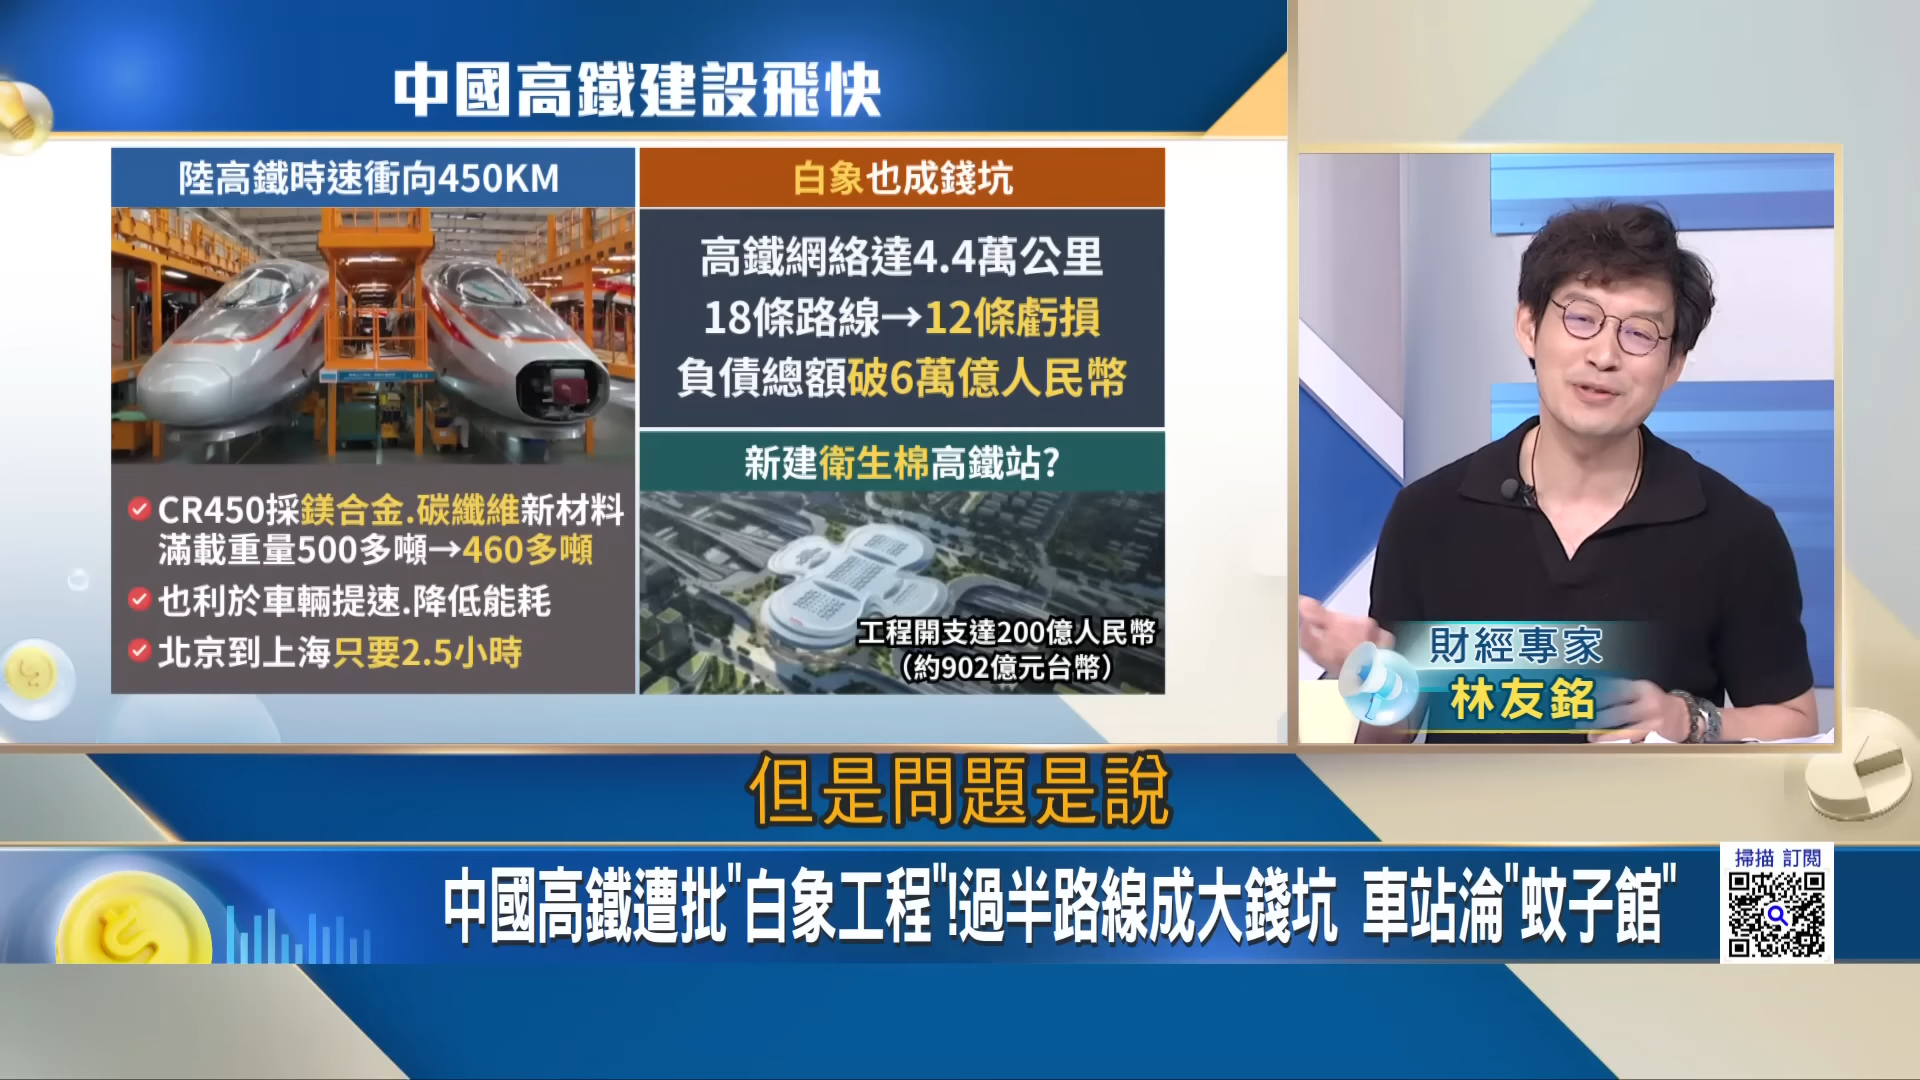 中國高鐵建設飛快
陸高鐵時速衝向450KM
CR450採鎂合金.碳纖維新材料
滿載重量500多噸→460多噸
也利於車輛提速.降低能耗
北京到上海只要2.5小時
白象也成錢坑
高鐵網絡達4.4萬公里
18條路線→12條虧損
負債總額破6萬億人民幣
新建衛生棉高鐵站?
工程開支達200億人民幣
(約902億元台幣)
財經專家
林友銘
但是問題是說
中國高鐵遭批"白象工程"!過半路線成大錢坑 車站淪"蚊子館"
掃描 訂閱